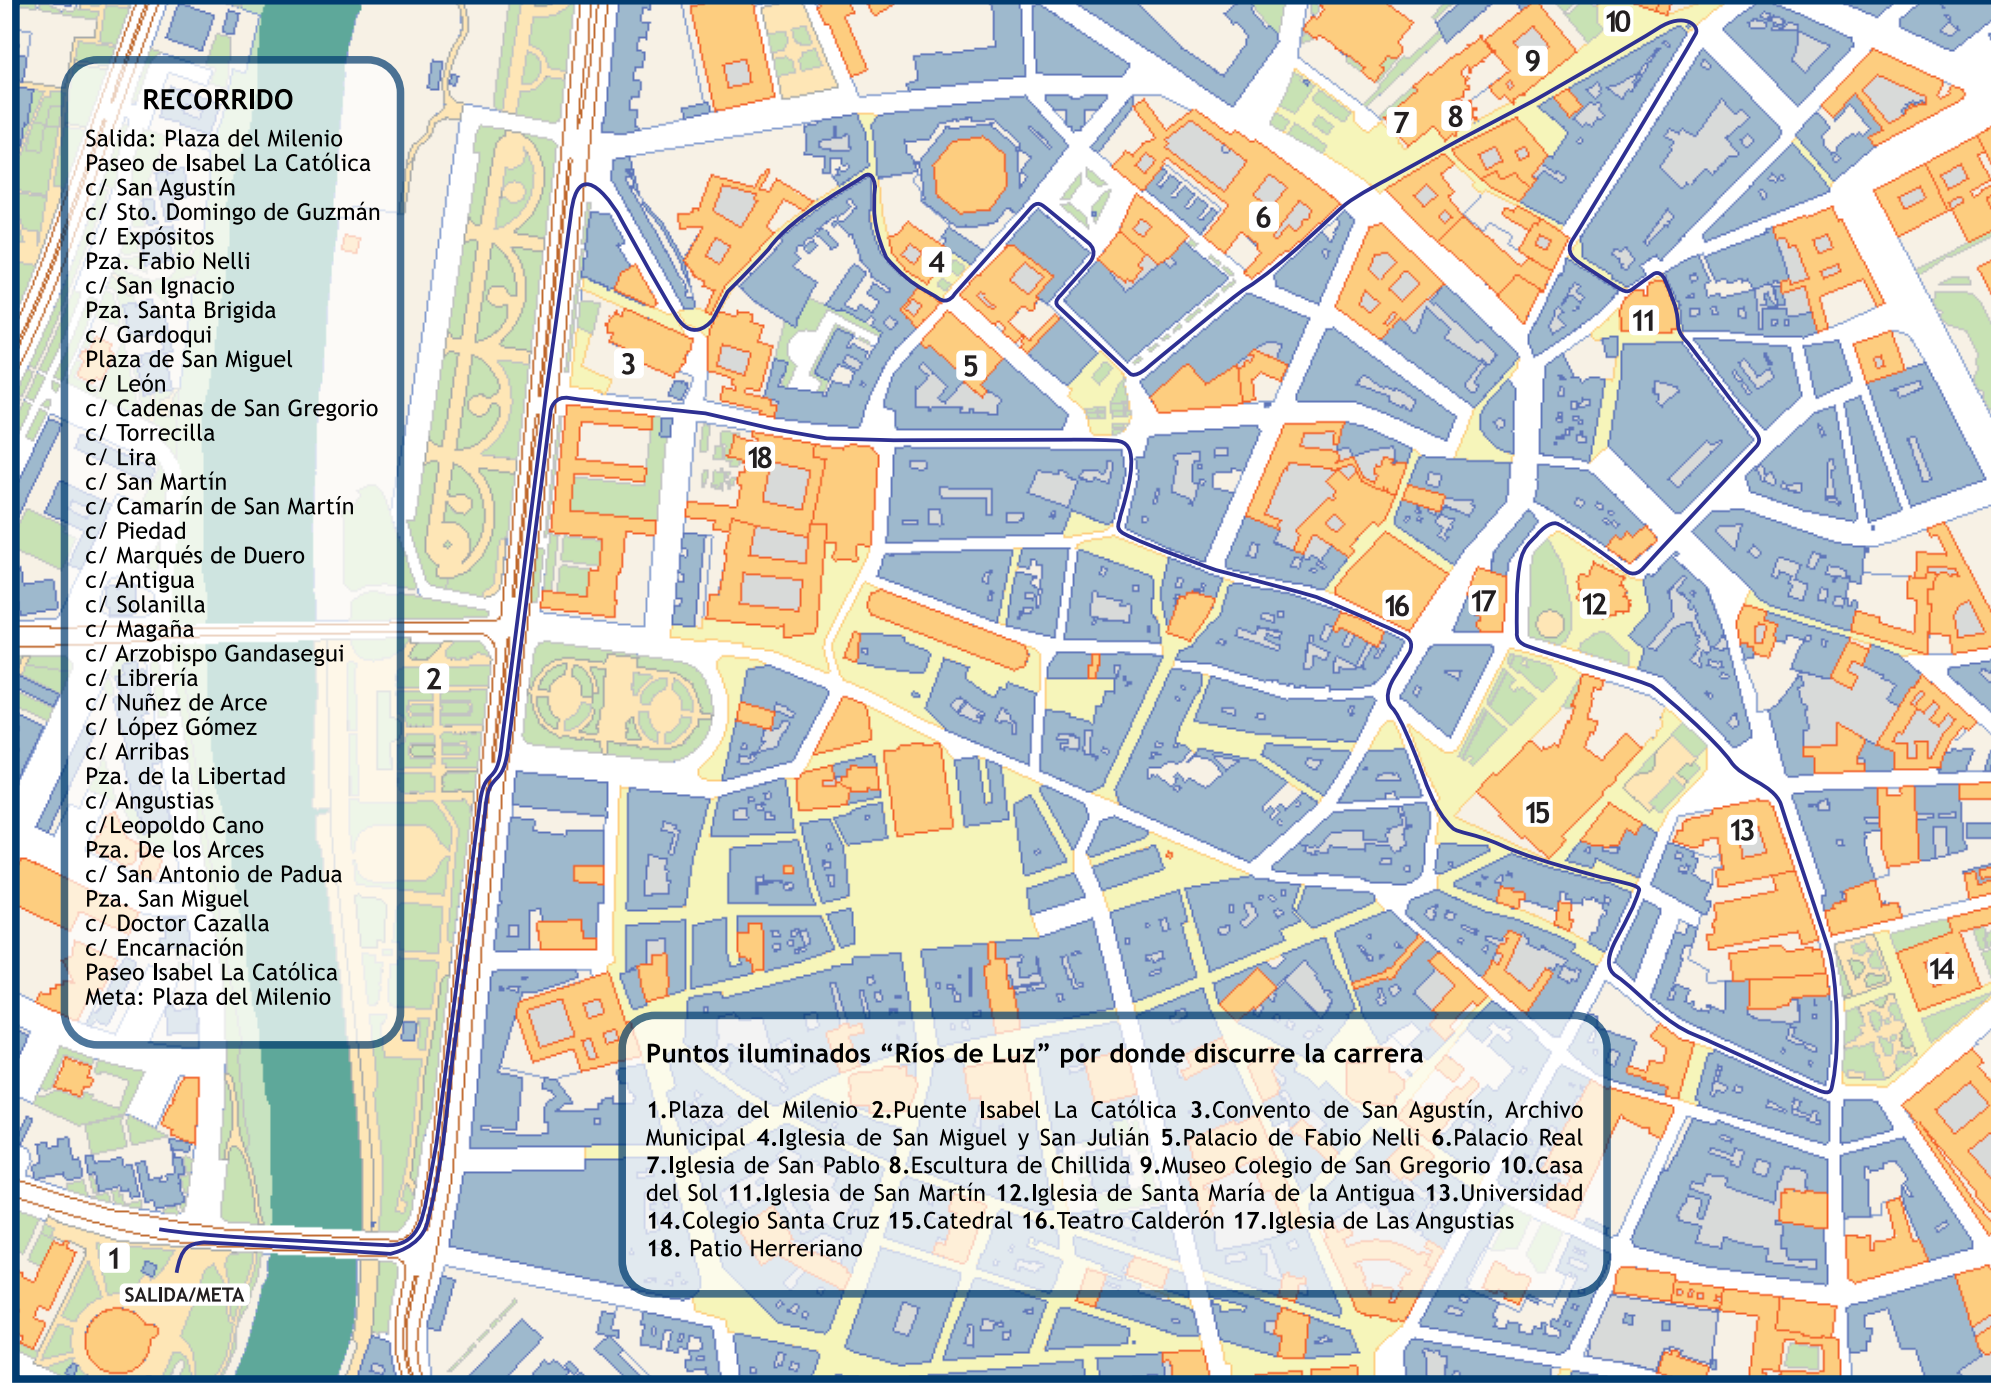 RECORRIDO
Salida: Plaza del Milenio
Paseo de Isabel La Católica
c/ San Agustín
c/ Sto. Domingo de Guzmán
c/ Expósitos
Pza. Fabio Nelli
c/ San Ignacio
Pza. Santa Brigida
c/ Gardoqui
Plaza de San Miguel
c/ León
c/ Cadenas de San Gregorio
c/ Torrecilla
c/ Lira
c/ San Martín
c/ Camarín de San Martín
c/ Piedad
c/ Marqués de Duero
c/ Antigua
c/ Solanilla
c/ Magaña
c/ Arzobispo Gandasegui
c/ Librería
c/ Nuñez de Arce
c/ López Gómez
c/ Arribas
Pza. de la Libertad
c/ Angustias
c/Leopoldo Cano
Pza. De los Arces
c/ San Antonio de Padua
Pza. San Miguel
c/ Doctor Cazalla
c/ Encarnación
Paseo Isabel La Católica
Meta: Plaza del Milenio
10
9
8
7
6
4
11
3
5
18
16
17
12
2
15
13
14
1
SALIDA/META
Puntos iluminados “Ríos de Luz” por donde discurre la carrera
1.Plaza del Milenio 2.Puente Isabel La Católica 3.Convento de San Agustín, Archivo
Municipal 4.Iglesia de San Miguel y San Julián 5.Palacio de Fabio Nelli 6.Palacio Real
7.Iglesia de San Pablo 8.Escultura de Chillida 9.Museo Colegio de San Gregorio 10.Casa
del Sol 11.Iglesia de San Martín 12.Iglesia de Santa María de la Antigua 13.Universidad
14.Colegio Santa Cruz 15.Catedral 16.Teatro Calderón 17.Iglesia de Las Angustias
18. Patio Herreriano